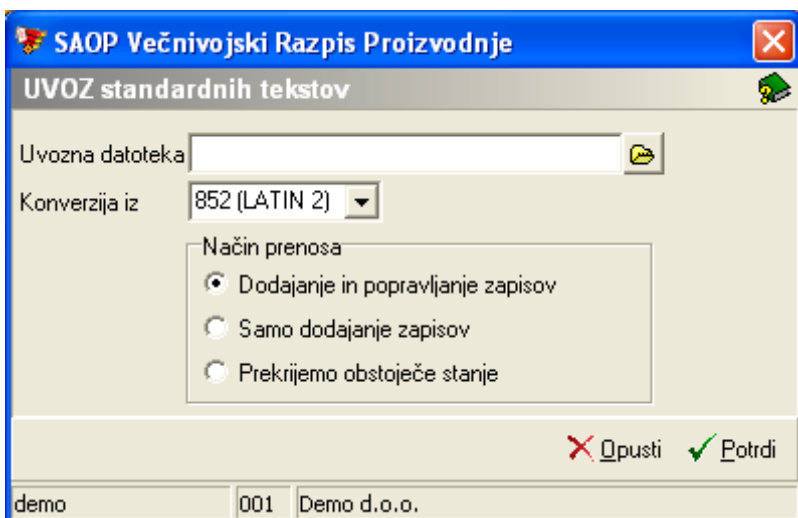 SAOP Večnivojski Razpis Proizvodnje
UVOZ standardnih tekstov
Uvozna datoteka
Konverzija iz 852 (LATIN 2)
Način prenosa
Dodajanje in popravljanje zapisov
Samo dodajanje zapisov
Prekrijemo obstoječe stanje
Opusti Potrdi
demo 001 Demo d.o.o.